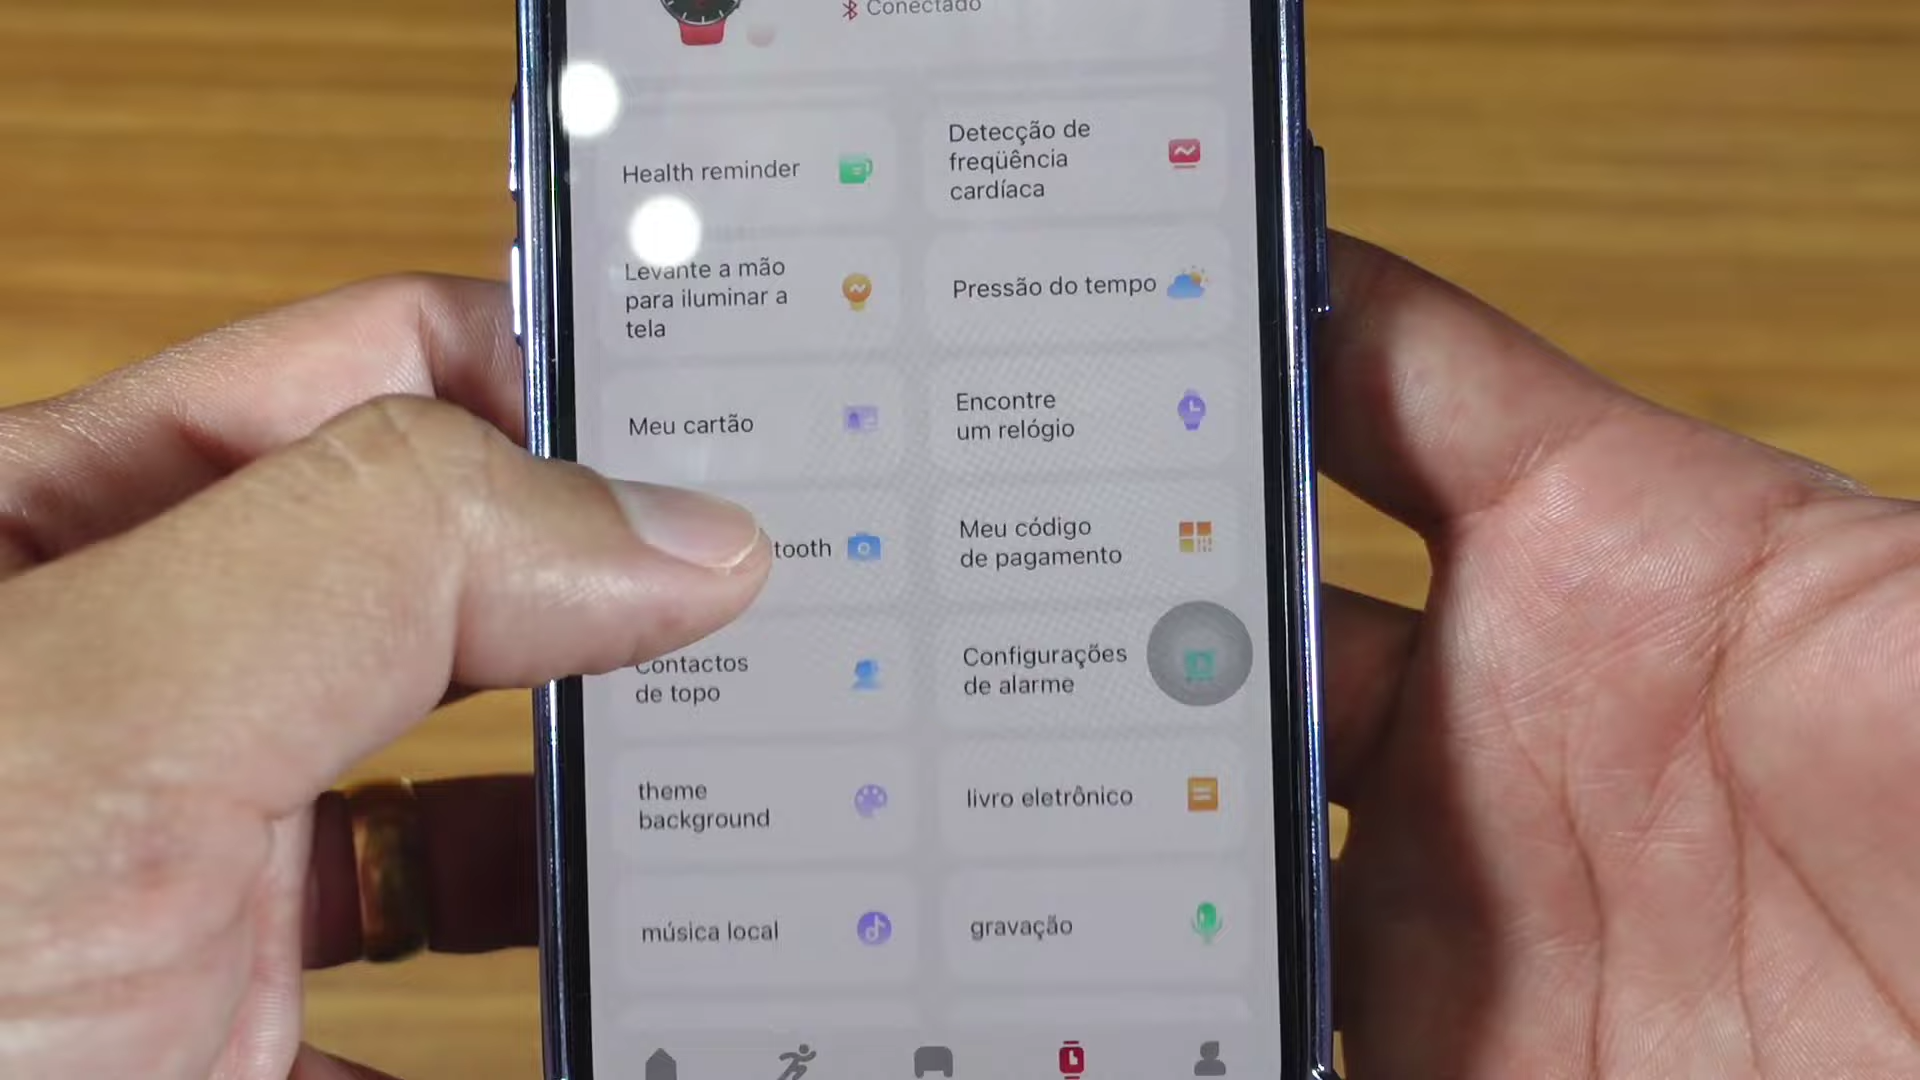 Conectado
Health reminder
Detecção de
freqüência
cardíaca
Levante a mão
para iluminar a
tela
Pressão do tempo
Meu cartão
Encontre
um relógio
tooth
Meu código
de pagamento
Contactos
de topo
Configurações
de alarme
theme
background
livro eletrônico
música local
gravação